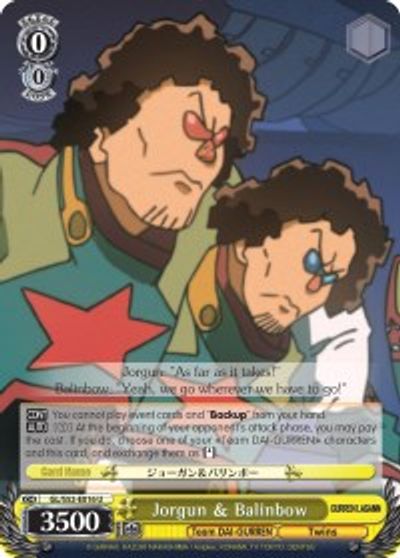 0
0
Jorgun: "As far as it takes!"
Balinbow: "Yeah, we go wherever we have to go!"
You cannot play event cards and "Backup" from your hand.
At the beginning of your opponent's attack phase, you may pay
the cost. If you do, choose one of your «Team DAI-GURREN» characters
and this card, and exchange them as
Card Name ジョーガン&バリンボー
3500
Jorgun & Balinbow
GURREN LAGANN
Team DAI-GURREN Twins